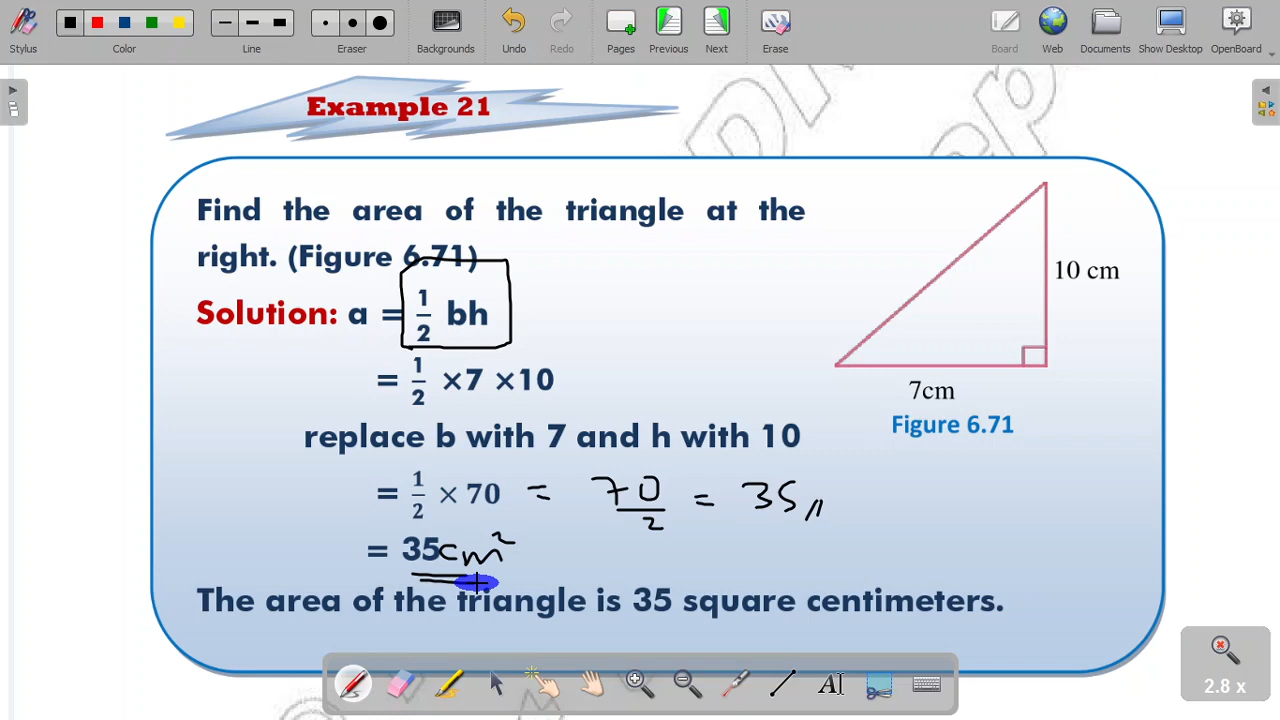 Stylus Color Line Eraser Backgrounds Undo Redo Pages Previous Next Erase Board Web Documents Show Desktop OpenBoard
Example 21
Find the area of the triangle at the
right. (Figure 6.71)
Solution: a = 1/2 bh
= 1/2 ×7 ×10
replace b with 7 and h with 10
= 1/2 × 70 = 70/2 = 35 //
= 35cm²
The area of the triangle is 35 square centimeters.
10 cm
7cm
Figure 6.71
2.8 x